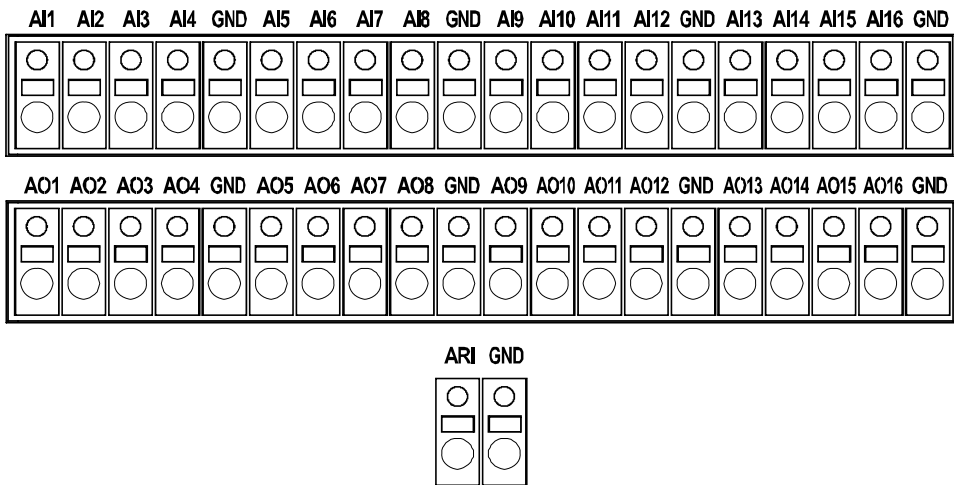 AI1 AI2 AI3 AI4 GND AI5 AI6 AI7 AI8 GND AI9 AI10 AI11 AI12 GND AI13 AI14 AI15 AI16 GND
AO1 AO2 AO3 AO4 GND AO5 AO6 AO7 AO8 GND AO9 AO10 AO11 AO12 GND AO13 AO14 AO15 AO16 GND
ARI GND